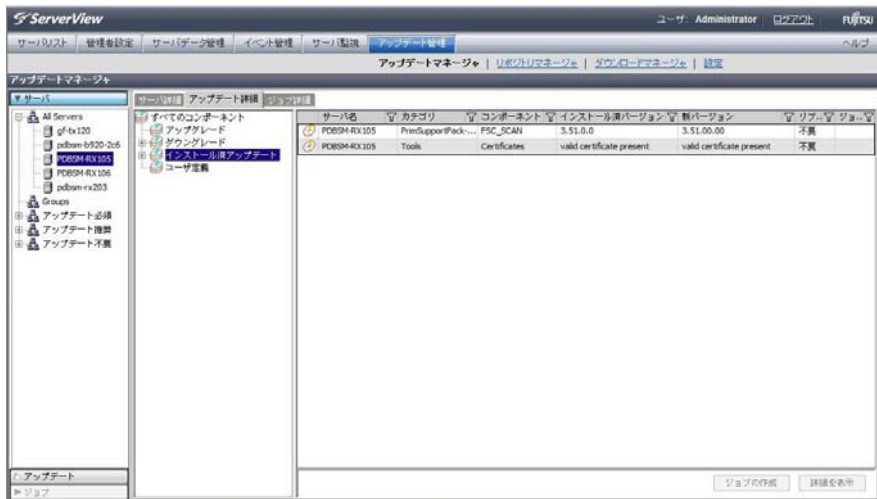 ServerView
ユーザ: Administrator ログアウト FUJITSU
サーバリスト 管理者設定 サーバデータ管理 イベント管理 サーバ監視 アップデート管理 ヘルプ
アップデートマネージャ | リポジトリマネージャ | ダウンロードマネージャ | 設定
アップデートマネージャ
▼サーバ
All Servers
gf-tx120
pdbsm-b920-2c6
PDBSM-RX105
PDBSM-RX106
pdbsm-rx203
Groups
アップデート必須
アップデート推奨
アップデート不要
アップデート
ジョブ
サーバ詳細 アップデート詳細 ジョブ詳細
すべてのコンポーネント
アップグレード
ダウングレード
インストール済アップデート
ユーザ定義
サーバ名 カテゴリ コンポーネント インストール済バージョン 新バージョン リブ... ジョ...
PDBSM-RX105 PrimSupportPack-... FSC_SCAN 3.51.0.0 3.51.00.00 不要
PDBSM-RX105 Tools Certificates valid certificate present valid certificate present 不要
ジョブの作成 詳細を表示